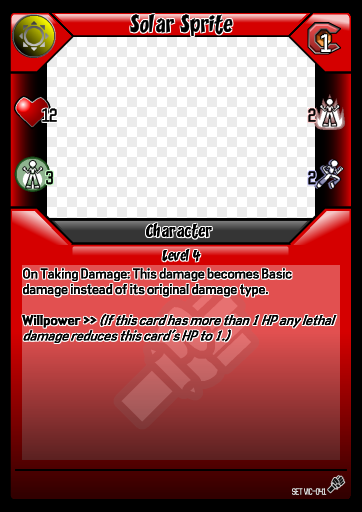 Solar Sprite
1
12
2
3
2
Character
Level 4
On Taking Damage: This damage becomes Basic
damage instead of its original damage type.
Willpower >> (If this card has more than 1 HP any lethal
damage reduces this card's HP to 1.)
SET VIC-041